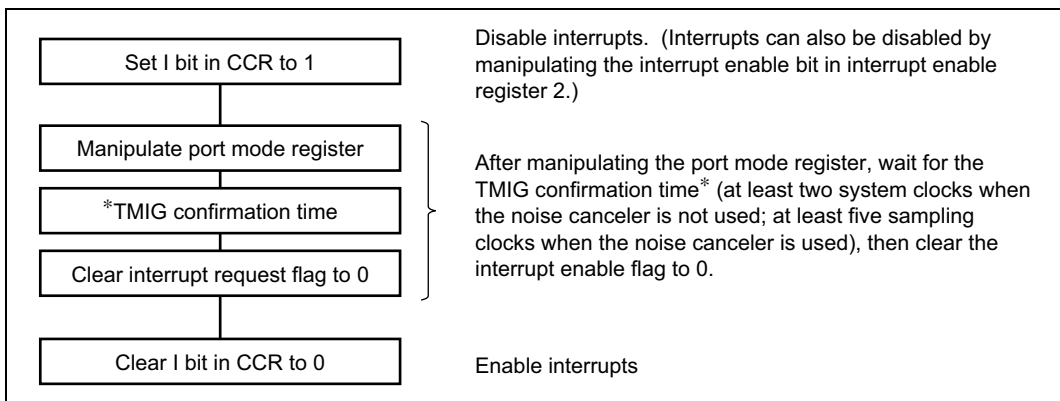 Set I bit in CCR to 1
Disable interrupts. (Interrupts can also be disabled by
manipulating the interrupt enable bit in interrupt enable
register 2.)
Manipulate port mode register
*TMIG confirmation time
Clear interrupt request flag to 0
After manipulating the port mode register, wait for the
TMIG confirmation time* (at least two system clocks when
the noise canceler is not used; at least five sampling
clocks when the noise canceler is used), then clear the
interrupt enable flag to 0.
Clear I bit in CCR to 0
Enable interrupts